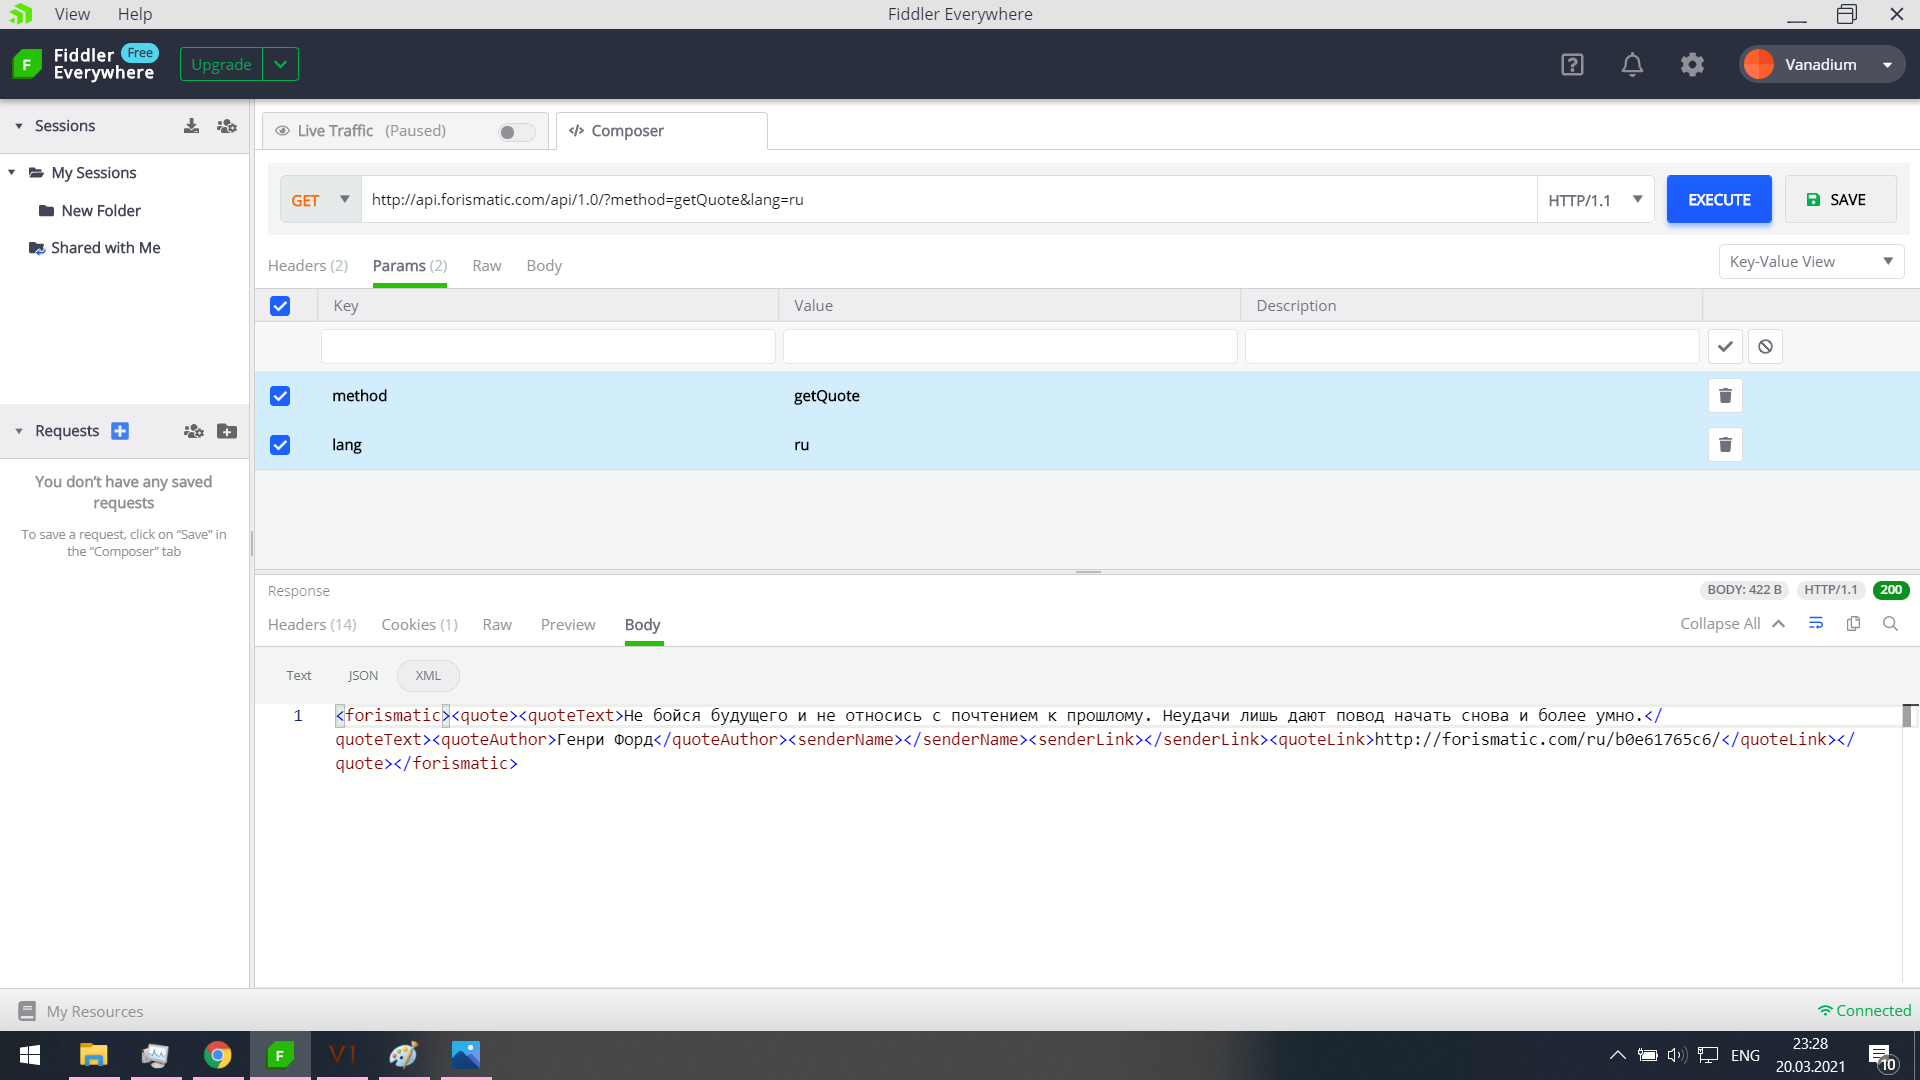 View Help Fiddler Everywhere
Fiddler Everywhere Free Upgrade Vanadium
Sessions
My Sessions
New Folder
Shared with Me
Requests
You don’t have any saved
requests
To save a request, click on “Save” in
the “Composer” tab
Live Traffic (Paused) Composer
GET http://api.forismatic.com/api/1.0/?method=getQuote&lang=ru HTTP/1.1 EXECUTE SAVE
Headers (2) Params (2) Raw Body Key-Value View
Key Value Description
method getQuote
lang ru
Response BODY: 422 B HTTP/1.1 200
Headers (14) Cookies (1) Raw Preview Body Collapse All
Text JSON XML
1 <forismatic><quote><quoteText>Не бойся будущего и не относись с почтением к прошлому. Неудачи лишь дают повод начать снова и более умно.</
quoteText><quoteAuthor>Генри Форд</quoteAuthor><senderName></senderName><senderLink></senderLink><quoteLink>http://forismatic.com/ru/b0e61765c6/</quoteLink></
quote></forismatic>
My Resources Connected
F VI ENG 23:28
20.03.2021 10